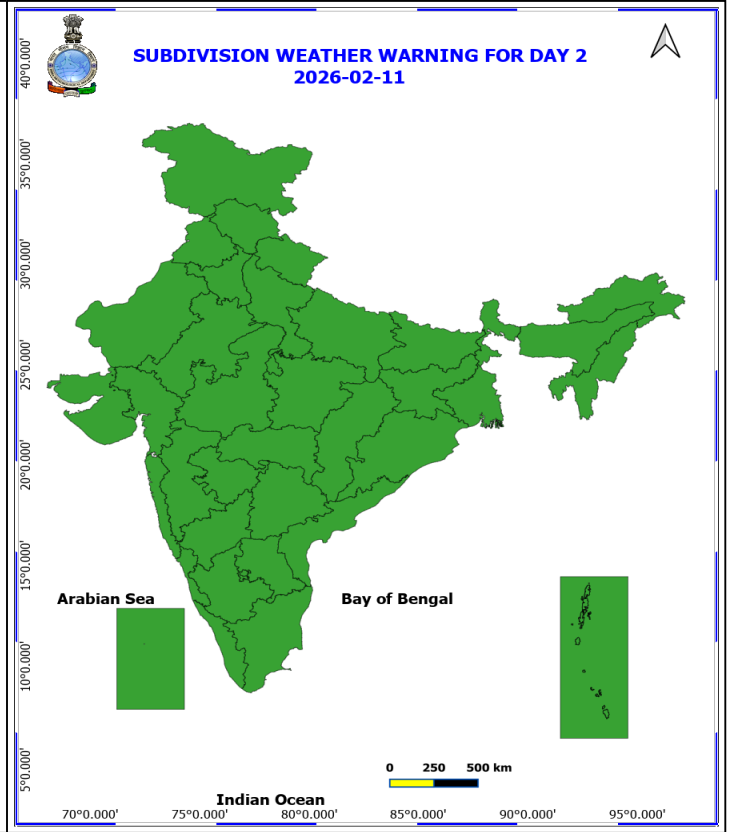 SUBDIVISION WEATHER WARNING FOR DAY 2
2026-02-11
40°0.000'
35°0.000'
30°0.000'
25°0.000'
20°0.000'
15°0.000'
10°0.000'
5°0.000'
Arabian Sea
Bay of Bengal
0 250 500 km
Indian Ocean
70°0.000' 75°0.000' 80°0.000' 85°0.000' 90°0.000' 95°0.000'